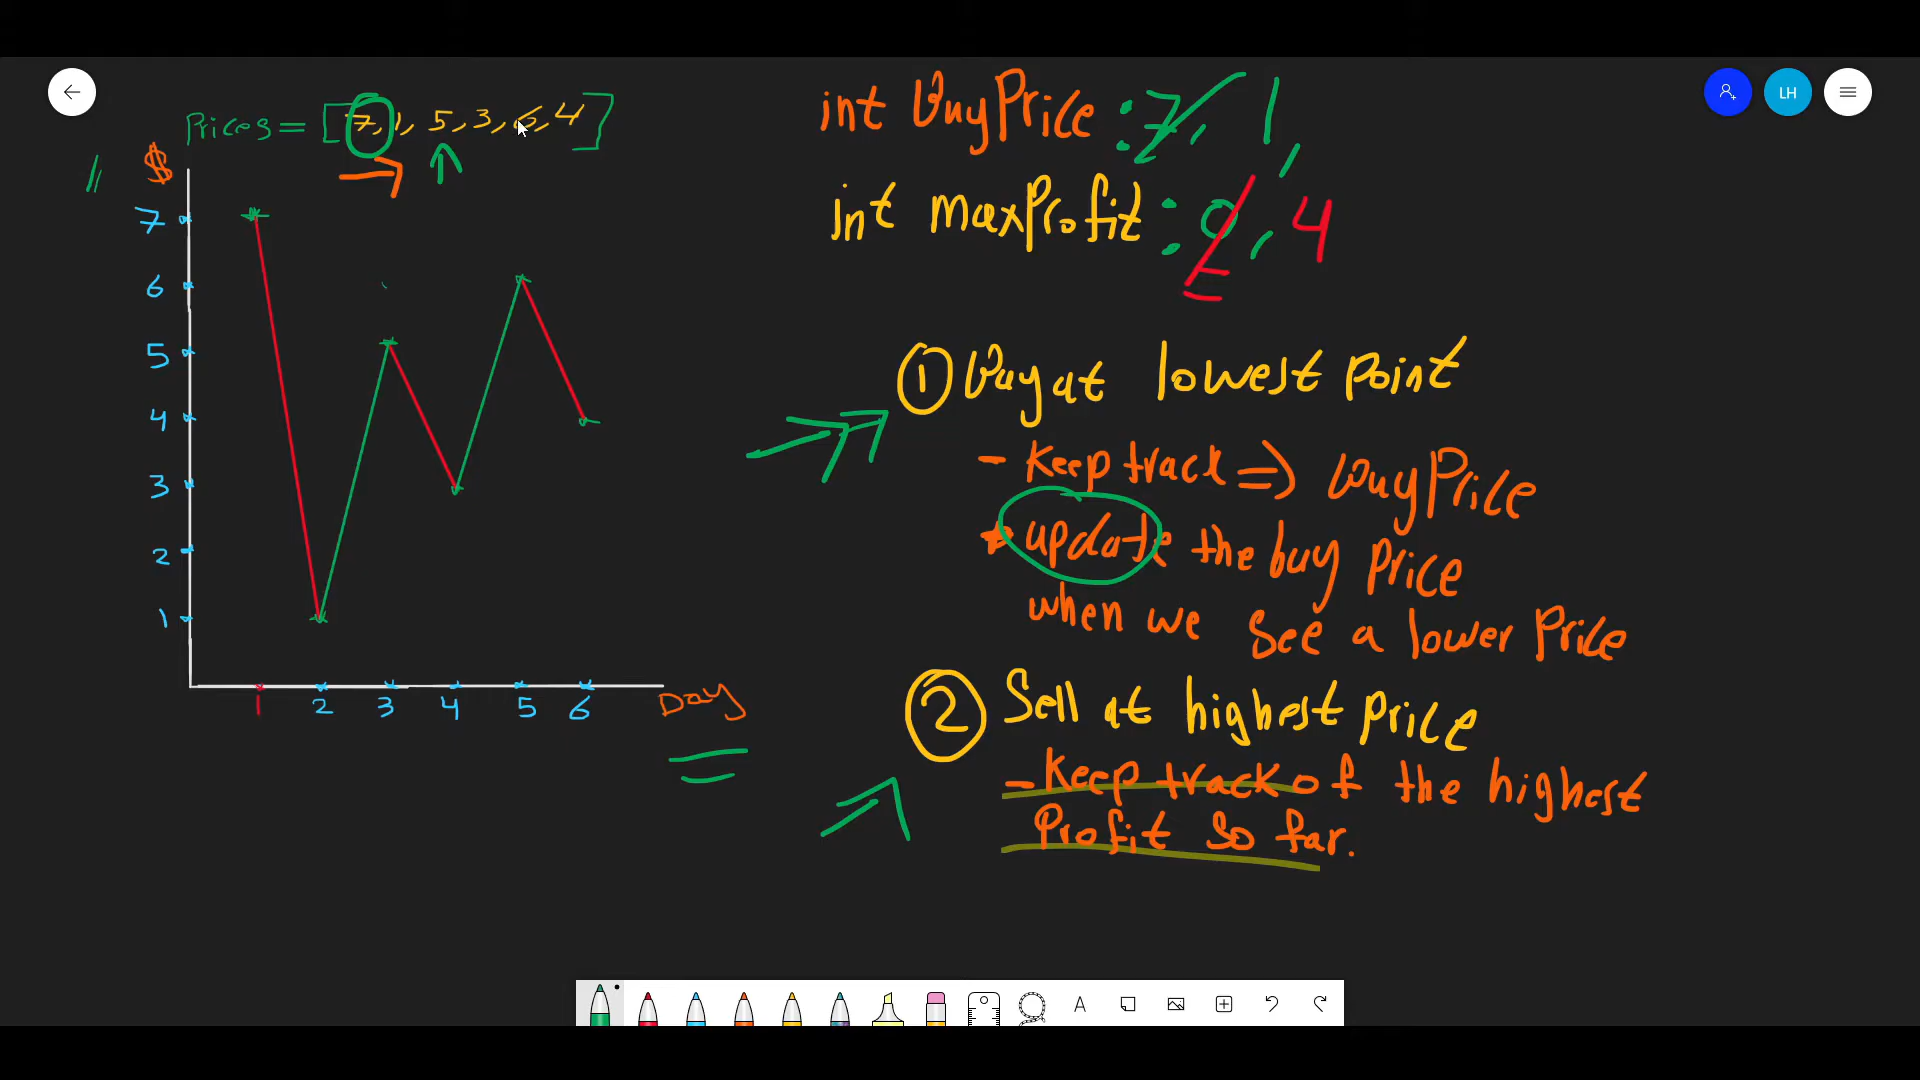 Prices = [7, 1, 5, 3, 6, 4]
$
7
6
5
4
3
2
1
1 2 3 4 5 6 Day
int BuyPrice : 7, 1,
int maxProfit : 0, 4
① Buy at lowest point
- Keep track => buyPrice
update the buy price
when we see a lower price
② Sell at highest price
- Keep track of the highest
Profit so far.
LH
A